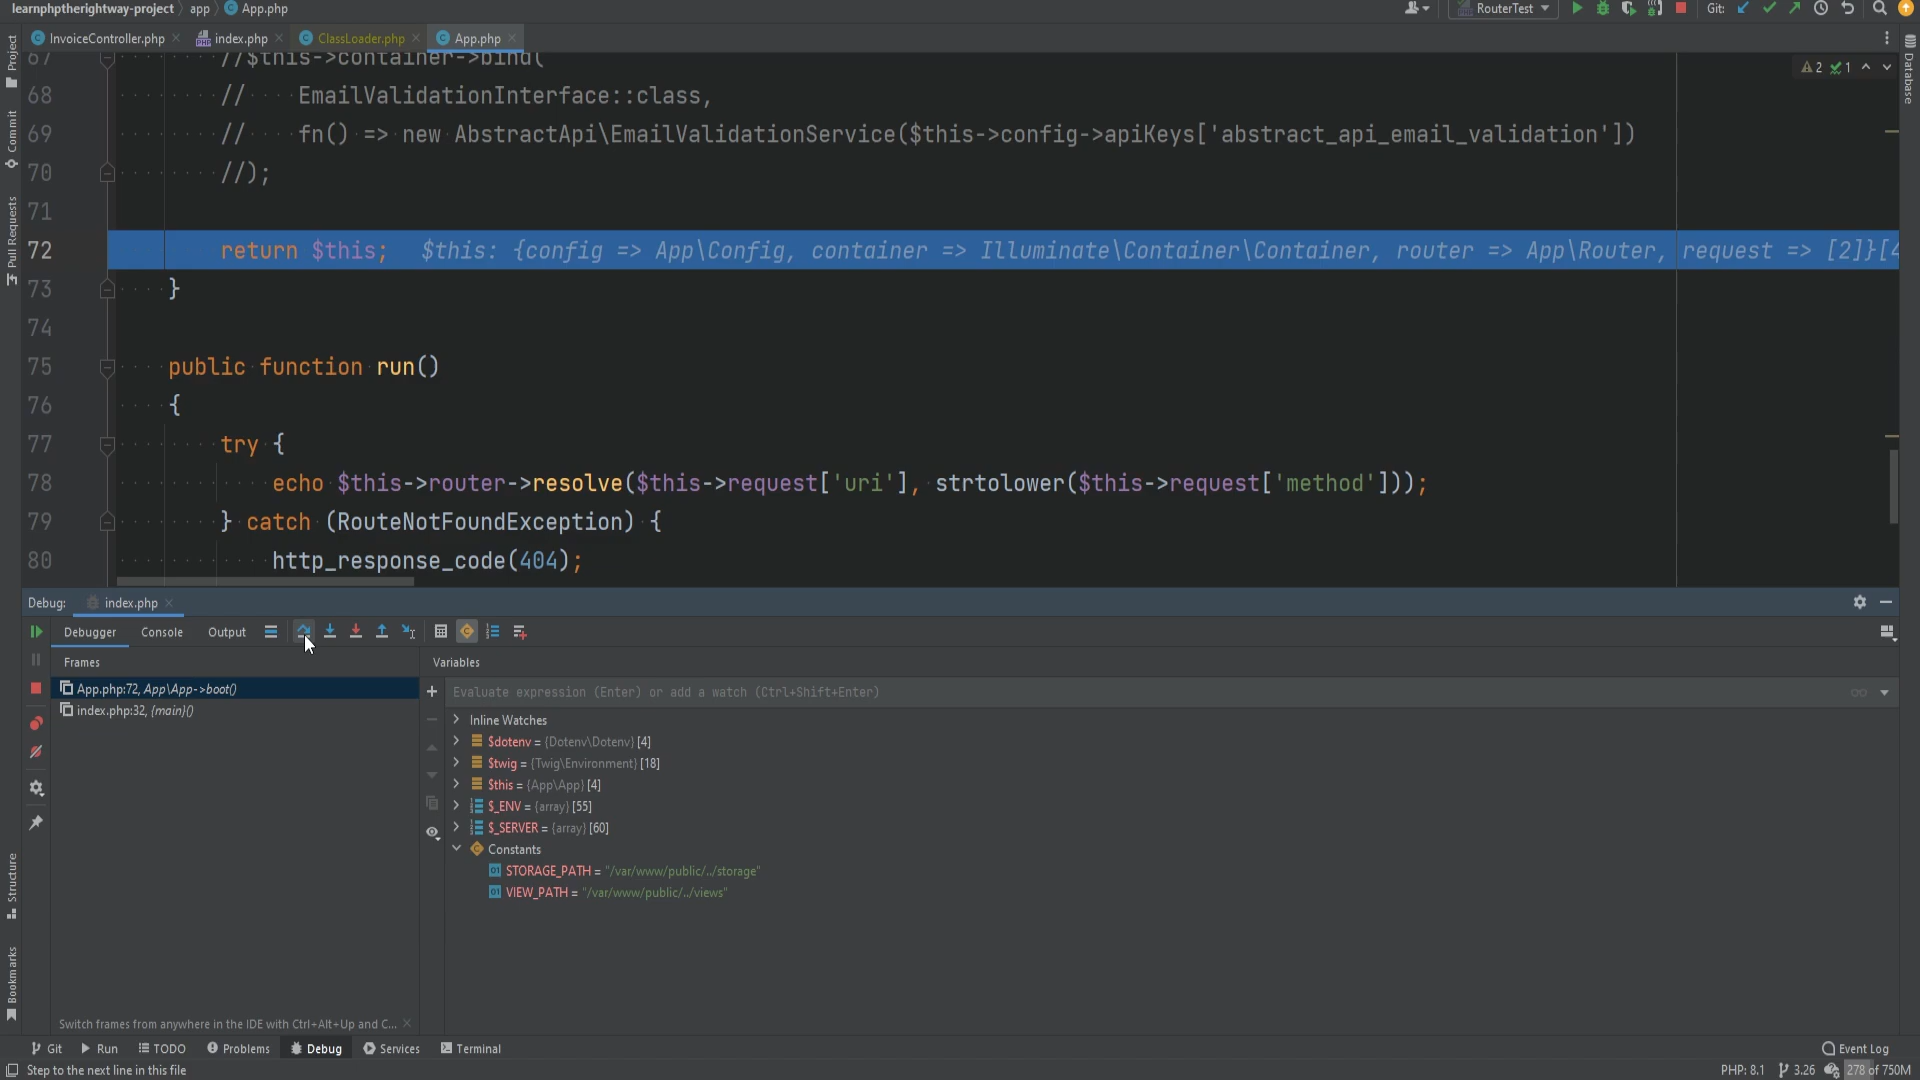 learnphptherightway-project app App.php
RouterTest Git:
InvoiceController.php index.php ClassLoader.php App.php
2 1
67 //$this->container->bind(
68 // EmailValidationInterface::class,
69 // fn() => new AbstractApi\EmailValidationService($this->config->apiKeys['abstract_api_email_validation'])
70 //);
71
72 return $this; $this: {config => App\Config, container => Illuminate\Container\Container, router => App\Router, request => [2]}[4
73 }
74
75 public function run()
76 {
77 try {
78 echo $this->router->resolve($this->request['uri'], strtolower($this->request['method']));
79 } catch (RouteNotFoundException) {
80 http_response_code(404);
Project
Commit
Pull Requests
Structure
Bookmarks
Database
Debug: index.php
Debugger Console Output
Frames
App.php:72, App\App->boot()
index.php:32, {main}()
Switch frames from anywhere in the IDE with Ctrl+Alt+Up and C...
Variables
Evaluate expression (Enter) or add a watch (Ctrl+Shift+Enter)
Inline Watches
$dotenv = {Dotenv\Dotenv} [4]
$twig = {Twig\Environment} [18]
$this = {App\App} [4]
$_ENV = {array} [55]
$_SERVER = {array} [60]
Constants
STORAGE_PATH = "/var/www/public/../storage"
VIEW_PATH = "/var/www/public/../views"
Git Run TODO Problems Debug Services Terminal Event Log
Step to the next line in this file PHP: 8.1 3.26 278 of 750M